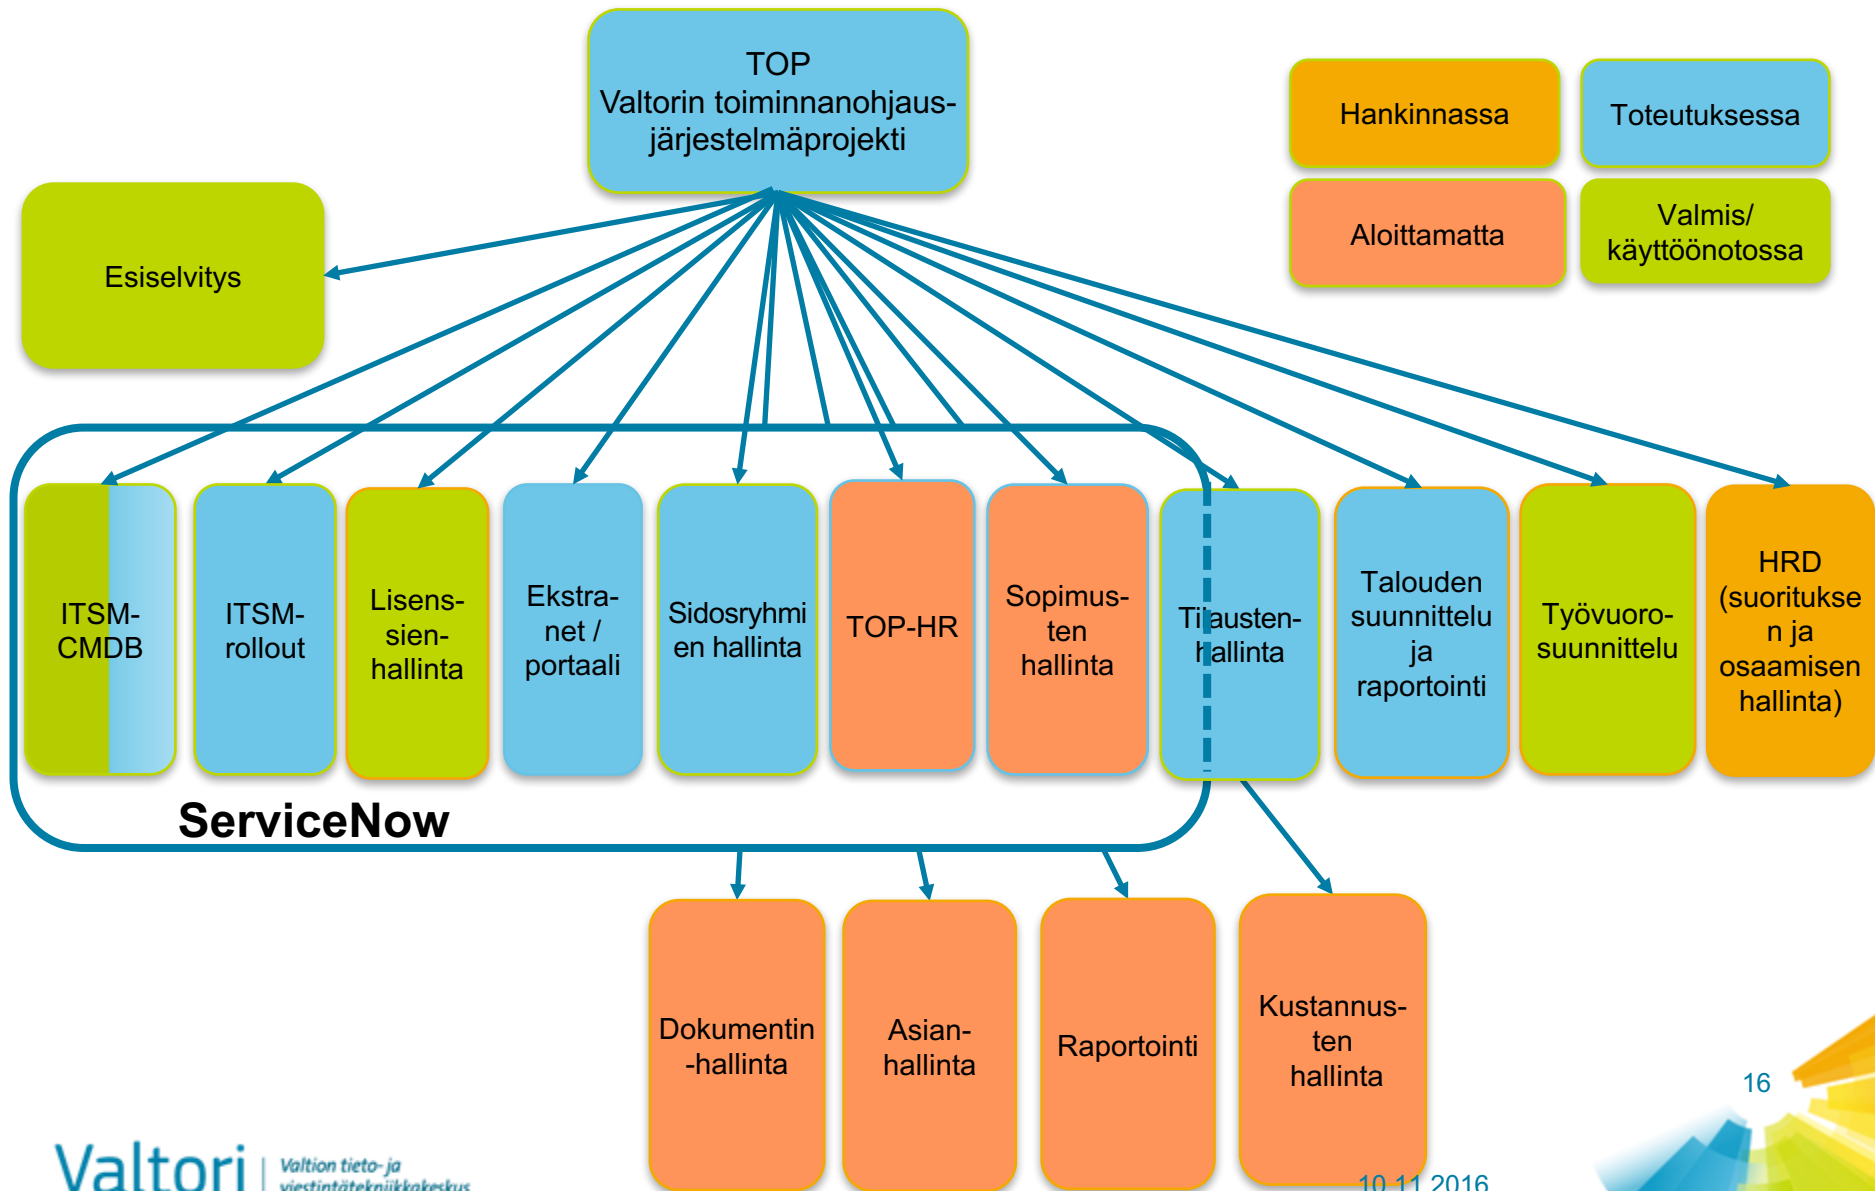 TOP
Valtorin toiminnanohjaus-
järjestelmäprojekti
Hankinnassa
Toteutuksessa
Aloittamatta
Valmis/
käyttöönotossa
Esiselvitys
ITSM-
CMDB
ITSM-
rollout
Lisens-
sien-
hallinta
Ekstra-
net /
portaali
Sidosryhmi
en hallinta
TOP-HR
Sopimus-
ten
hallinta
Tilausten-
hallinta
Talouden
suunnittelu
ja
raportointi
Työvuoro-
suunnittelu
HRD
(suoritukse
n ja
osaamisen
hallinta)
ServiceNow
Dokumentin
-hallinta
Asian-
hallinta
Raportointi
Kustannus-
ten
hallinta
16
Valtori
Valtion tieto- ja
viestintätekniikkakeskus
10.11.2016